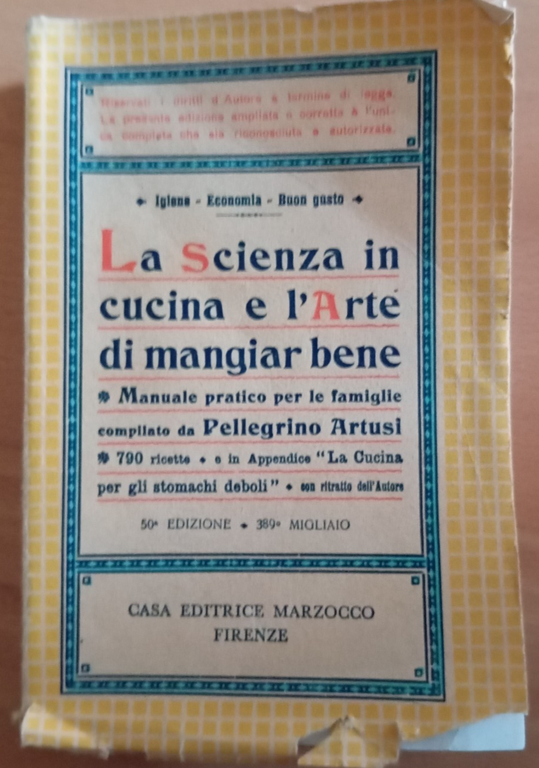 Riservati i diritti d'Autore a termine di legge.
La presente edizione ampliata e corretta è l'uni-
ca completa che sia riconosciuta e autorizzata.
Igiene - Economia - Buon gusto
La Scienza in
cucina e l'Arte
di mangiar bene
Manuale pratico per le famiglie
compilato da Pellegrino Artusi
790 ricette • e in Appendice "La Cucina
per gli stomachi deboli" • con ritratto dell'Autore
50ª EDIZIONE • 389º MIGLIAIO
CASA EDITRICE MARZOCCO
FIRENZE